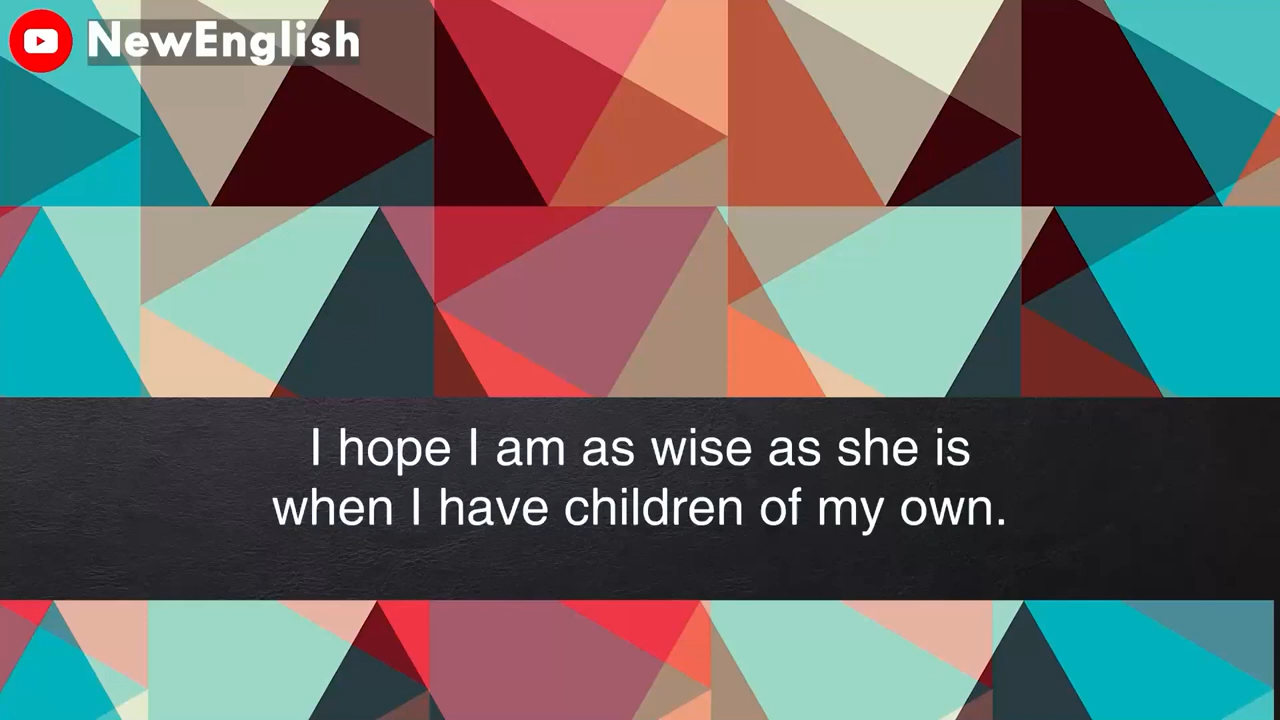 NewEnglish
I hope I am as wise as she is
when I have children of my own.